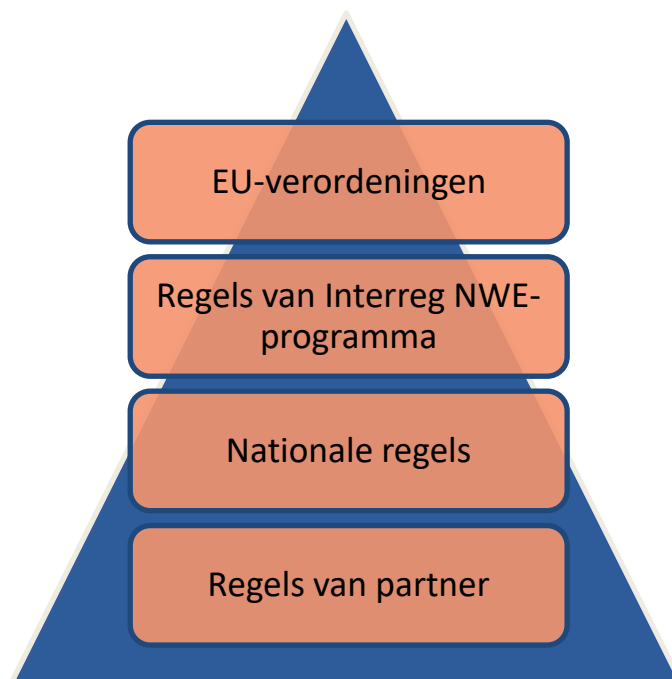 EU-verordeningen
Regels van Interreg NWE-
programma
Nationale regels
Regels van partner